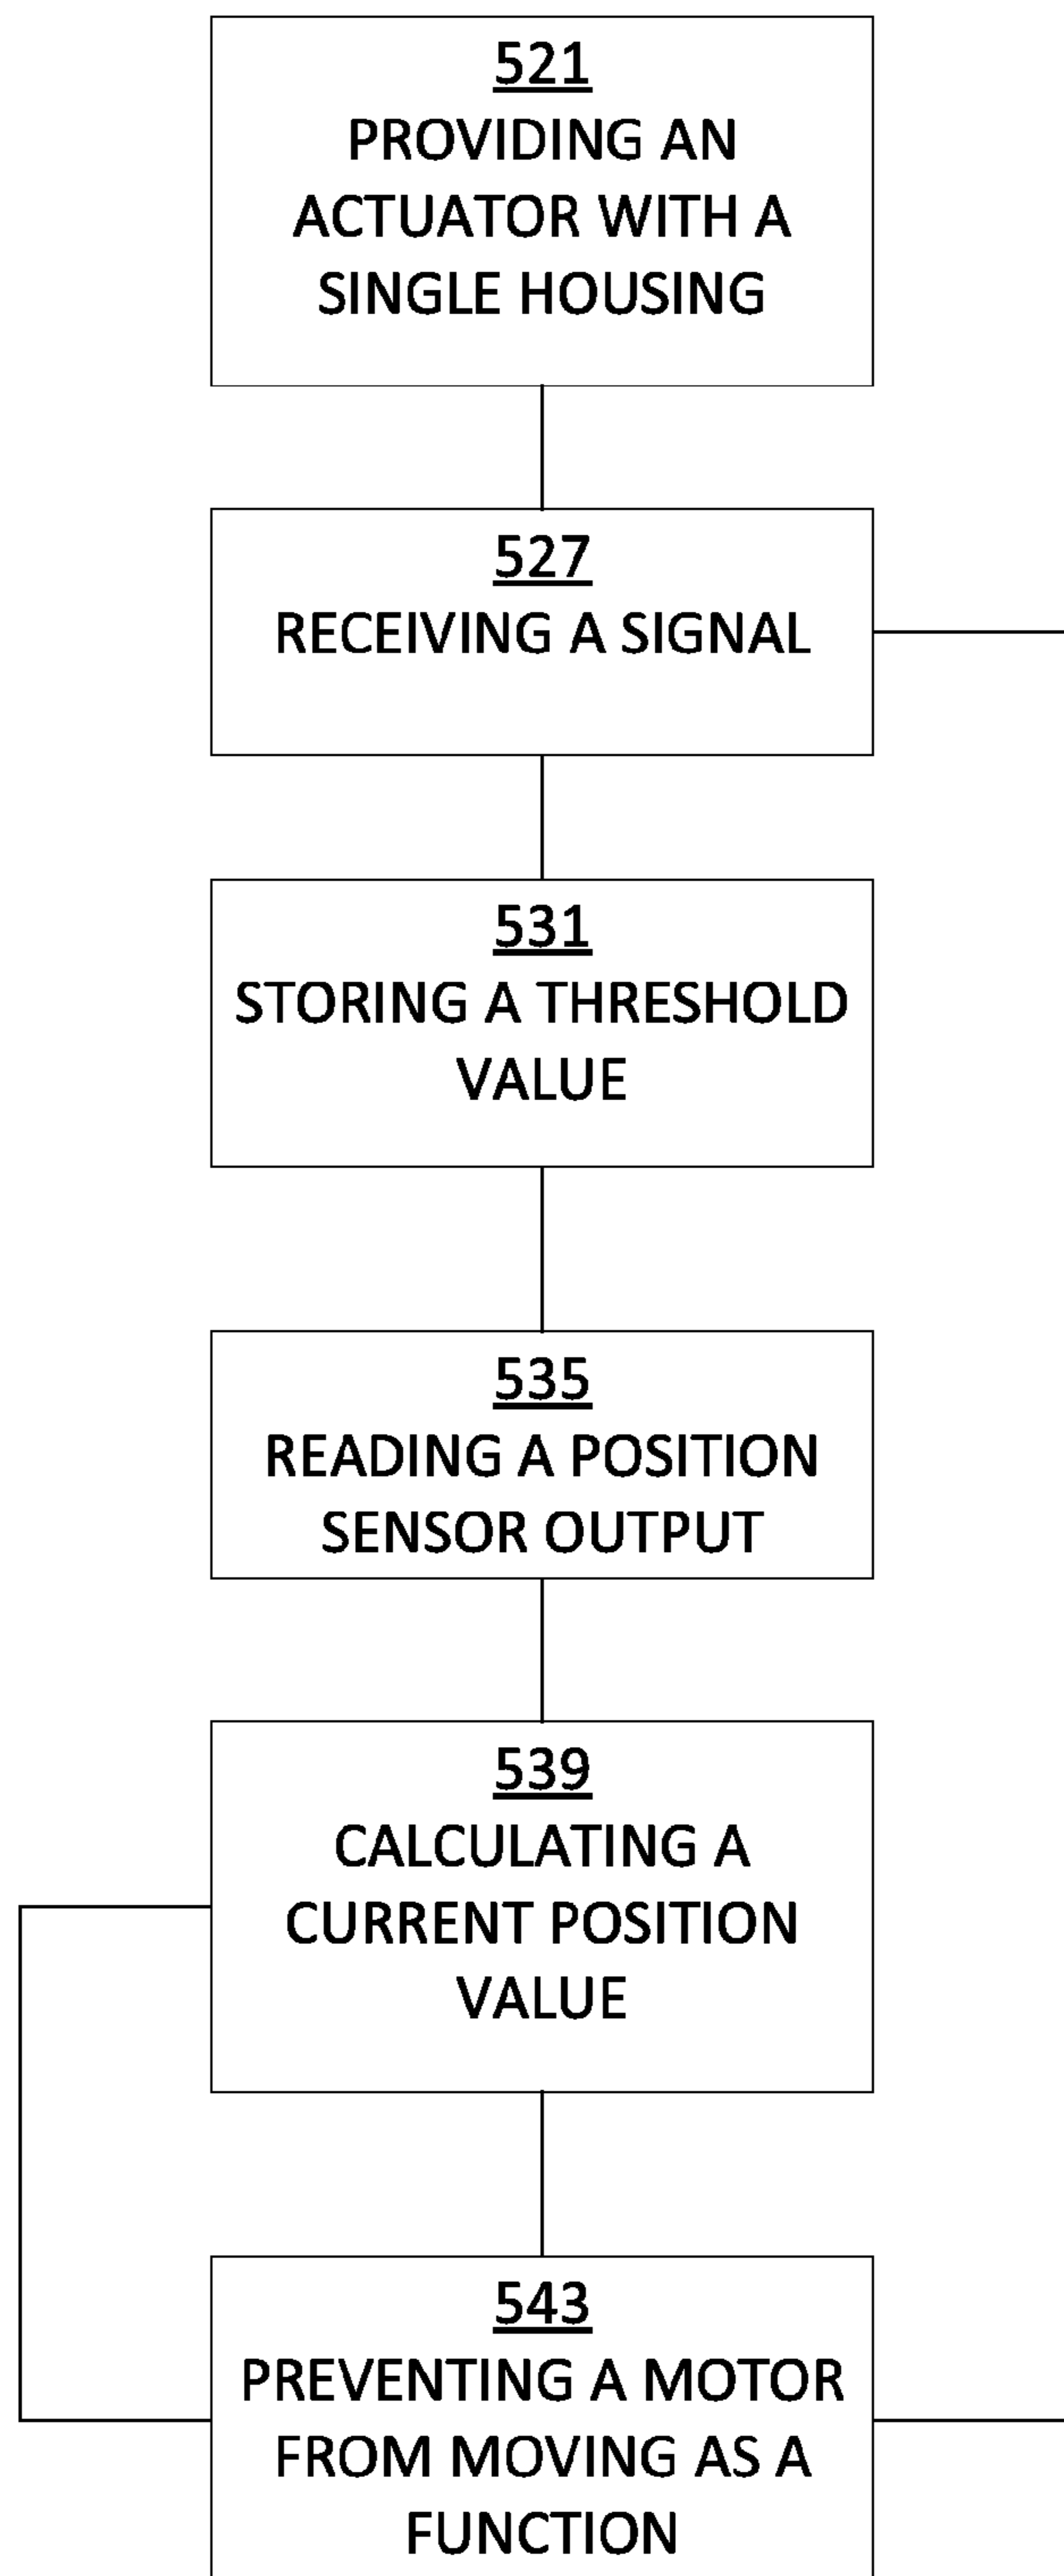 521
PROVIDING AN
ACTUATOR WITH A
SINGLE HOUSING
527
RECEIVING A SIGNAL
531
STORING A THRESHOLD
VALUE
535
READING A POSITION
SENSOR OUTPUT
539
CALCULATING A
CURRENT POSITION
VALUE
543
PREVENTING A MOTOR
FROM MOVING AS A
FUNCTION